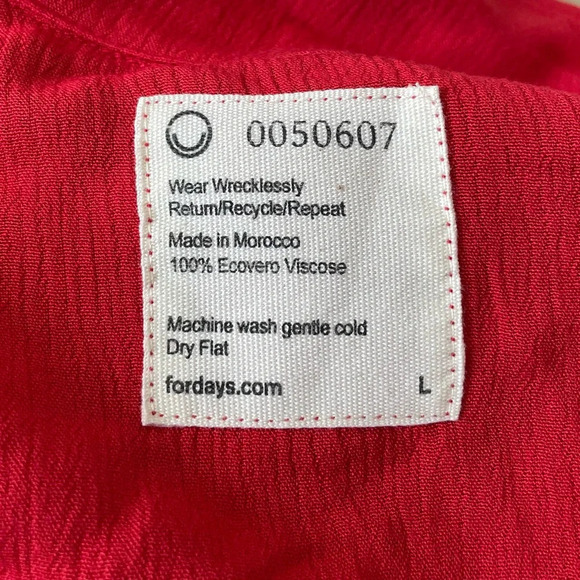 0050607
Wear Wrecklessly
Return/Recycle/Repeat
Made in Morocco
100% Ecovero Viscose
Machine wash gentle cold
Dry Flat
fordays.com L